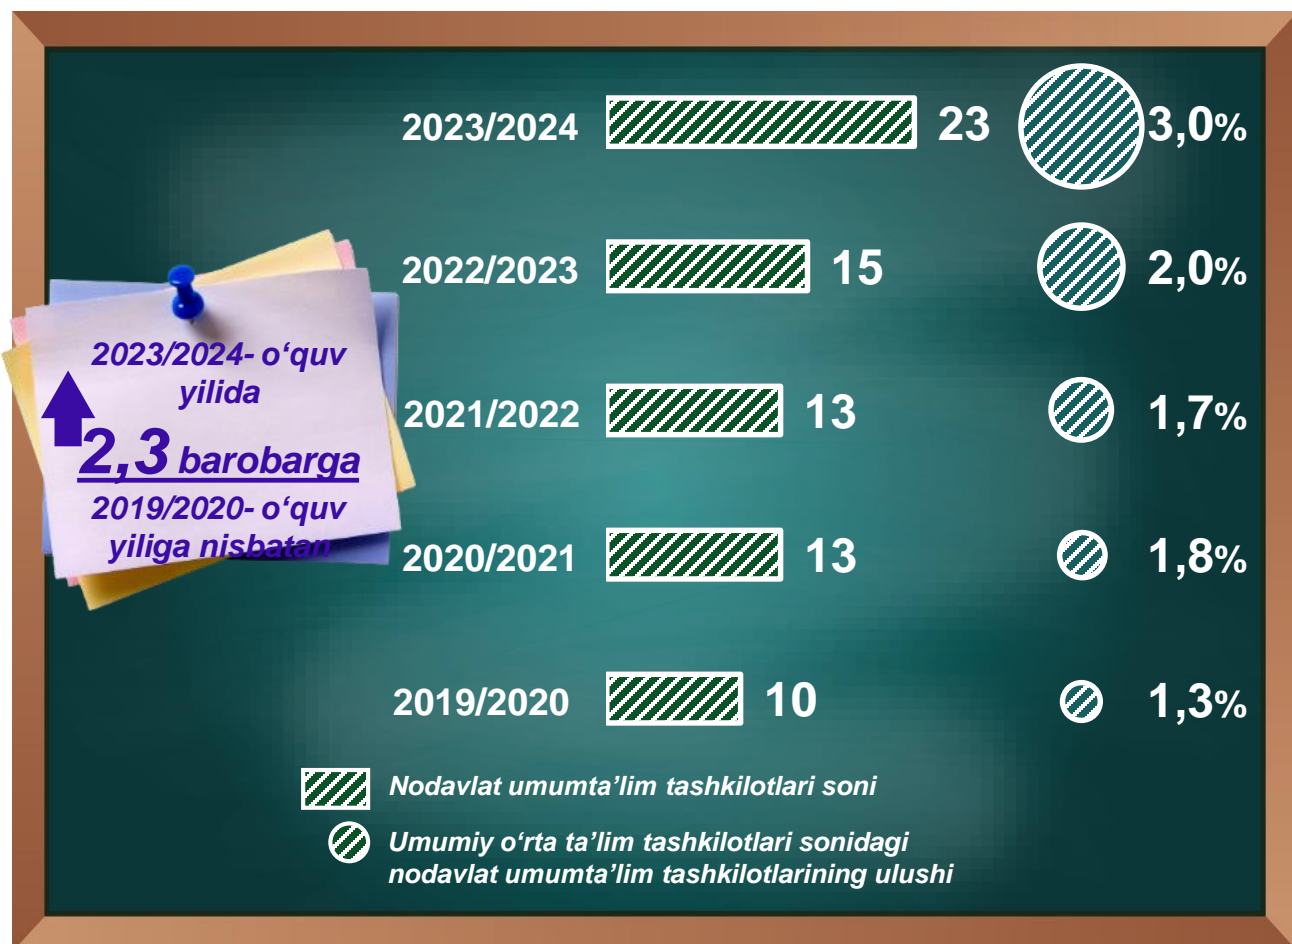 2023/2024 23 3,0%
2022/2023 15 2,0%
2023/2024- o‘quv
yilida
2,3 barobarga
2019/2020- o‘quv
yiliga nisbatan
2021/2022 13 1,7%
2020/2021 13 1,8%
2019/2020 10 1,3%
Nodavlat umumta’lim tashkilotlari soni
Umumiy o‘rta ta’lim tashkilotlari sonidagi
nodavlat umumta’lim tashkilotlarining ulushi